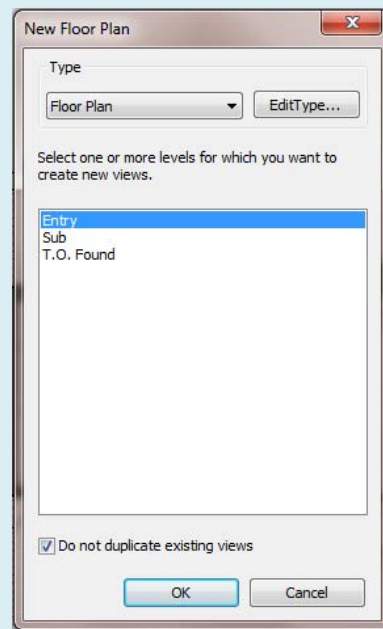 New Floor Plan
Type
Floor Plan
EditType...
Select one or more levels for which you want to
create new views.
Entry
Sub
T.O. Found
Do not duplicate existing views
OK
Cancel